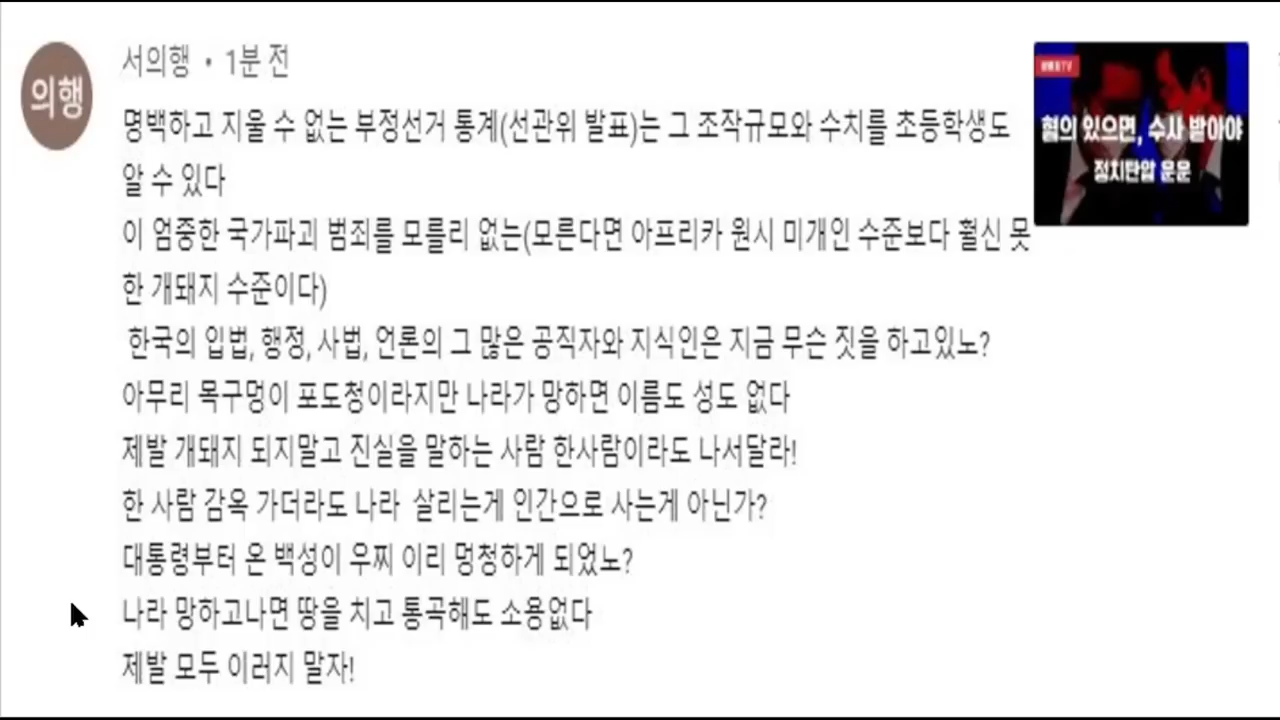 서의행 • 1분 전
의행
명백하고 지울 수 없는 부정선거 통계(선관위 발표)는 그 조작규모와 수치를 초등학생도
알 수 있다
이 엄중한 국가파괴 범죄를 모를리 없는(모른다면 아프리카 원시 미개인 수준보다 훨신 못
한 개돼지 수준이다)
한국의 입법, 행정, 사법, 언론의 그 많은 공직자와 지식인은 지금 무슨 짓을 하고있노?
아무리 목구멍이 포도청이라지만 나라가 망하면 이름도 성도 없다
제발 개돼지 되지말고 진실을 말하는 사람 한사람이라도 나서달라!
한 사람 감옥 가더라도 나라 살리는게 인간으로 사는게 아닌가?
대통령부터 온 백성이 우찌 이리 멍청하게 되었노?
나라 망하고나면 땅을 치고 통곡해도 소용없다
제발 모두 이러지 말자!
혐의 있으면, 수사 받아야
정치탄압 운운